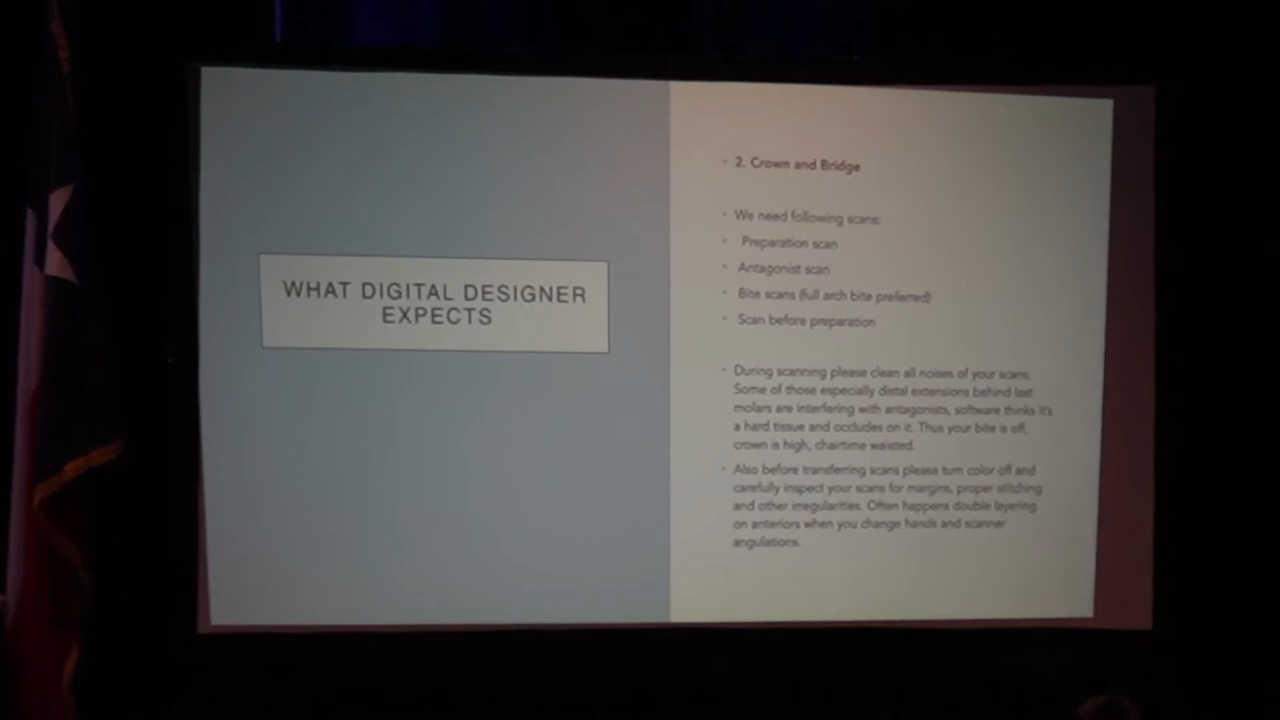 WHAT DIGITAL DESIGNER
EXPECTS
2. Crown and Bridge
We need following scans:
Preparation scan
Antagonist scan
Bite scans (full arch bite preferred)
Scan before preparation
During scanning please clean all noises of your scans.
Some of those especially distal extensions behind last
molars are interfering with antagonists, software thinks it's
a hard tissue and occludes on it. Thus your bite is off,
crown is high, chairtime waisted.
Also before transferring scans please turn color off and
carefully inspect your scans for margins, proper stitching
and other irregularities. Often happens double layering
on anteriors when you change hands and scanner
angulations.